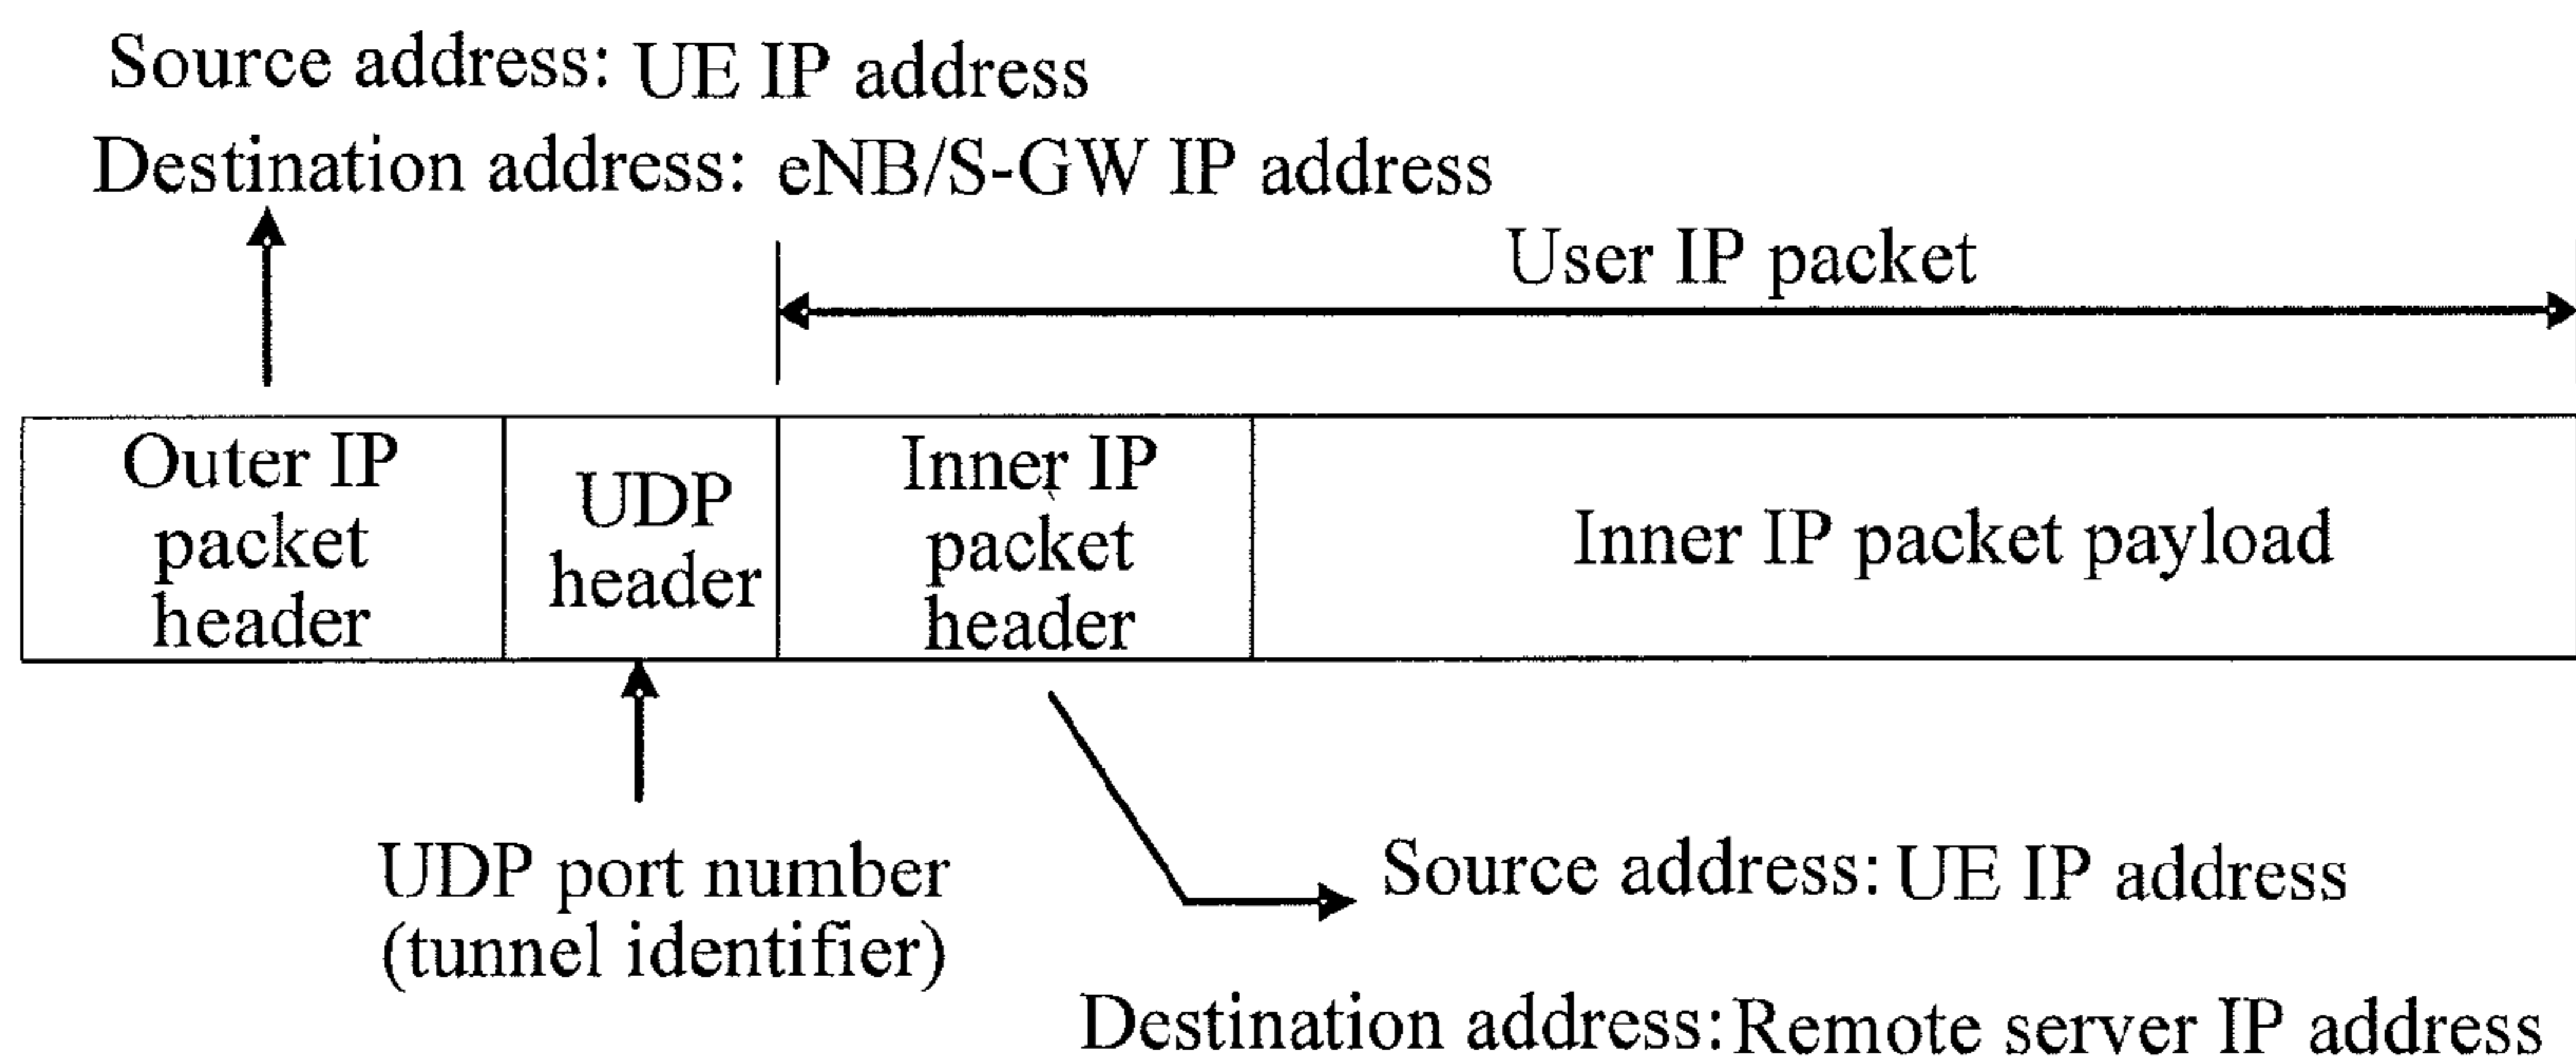 Source address: UE IP address
Destination address: eNB/S-GW IP address
User IP packet
Outer IP
packet
header
UDP
header
Inner IP
packet
header
Inner IP packet payload
UDP port number
(tunnel identifier)
Source address: UE IP address
Destination address: Remote server IP address